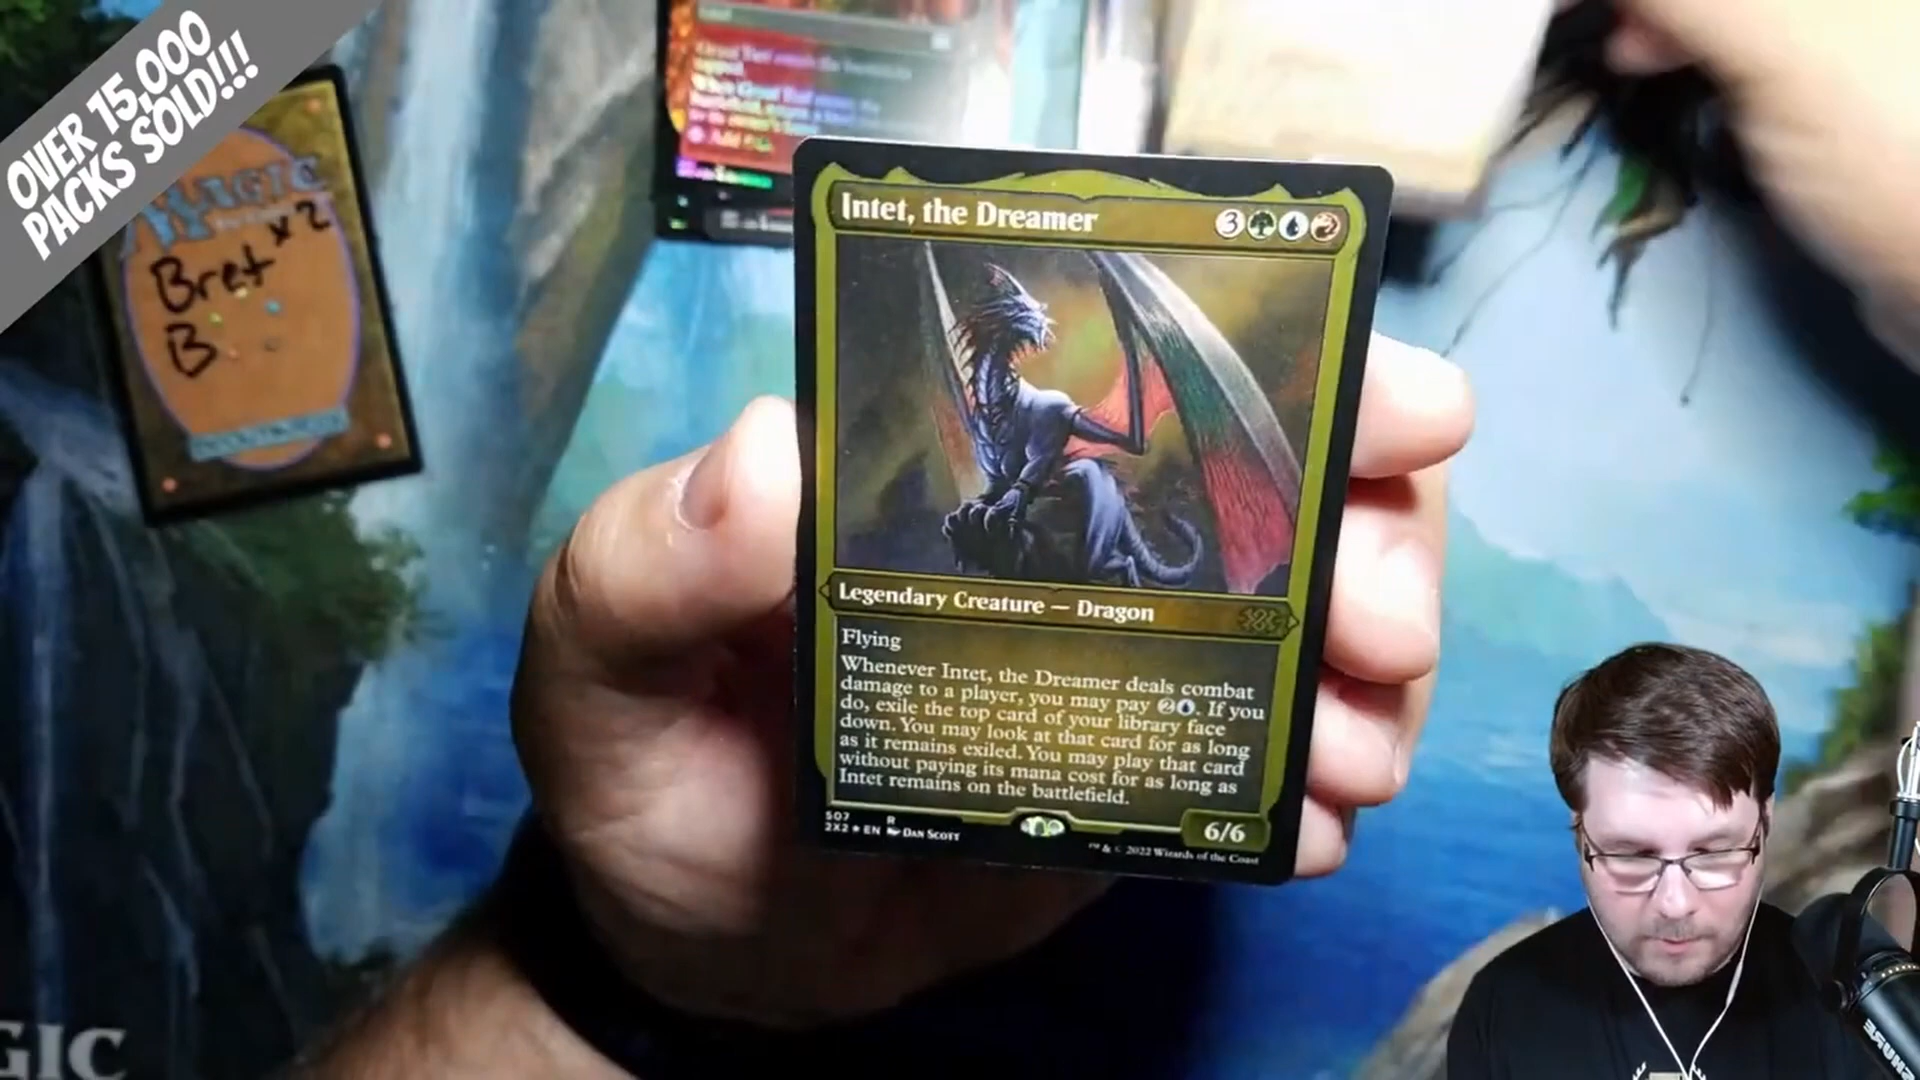 OVER 15,000
PACKS SOLD!!!
MAGIC
Bret x2
B
Intet, the Dreamer
3
Legendary Creature — Dragon
Flying
Whenever Intet, the Dreamer deals combat
damage to a player, you may pay 2. If you
do, exile the top card of your library face
down. You may look at that card for as long
as it remains exiled. You may play that card
without paying its mana cost for as long as
Intet remains on the battlefield.
507 R
2X2 ★ EN DAN SCOTT
6/6
™ & © 2022 Wizards of the Coast
GIC
SHURE